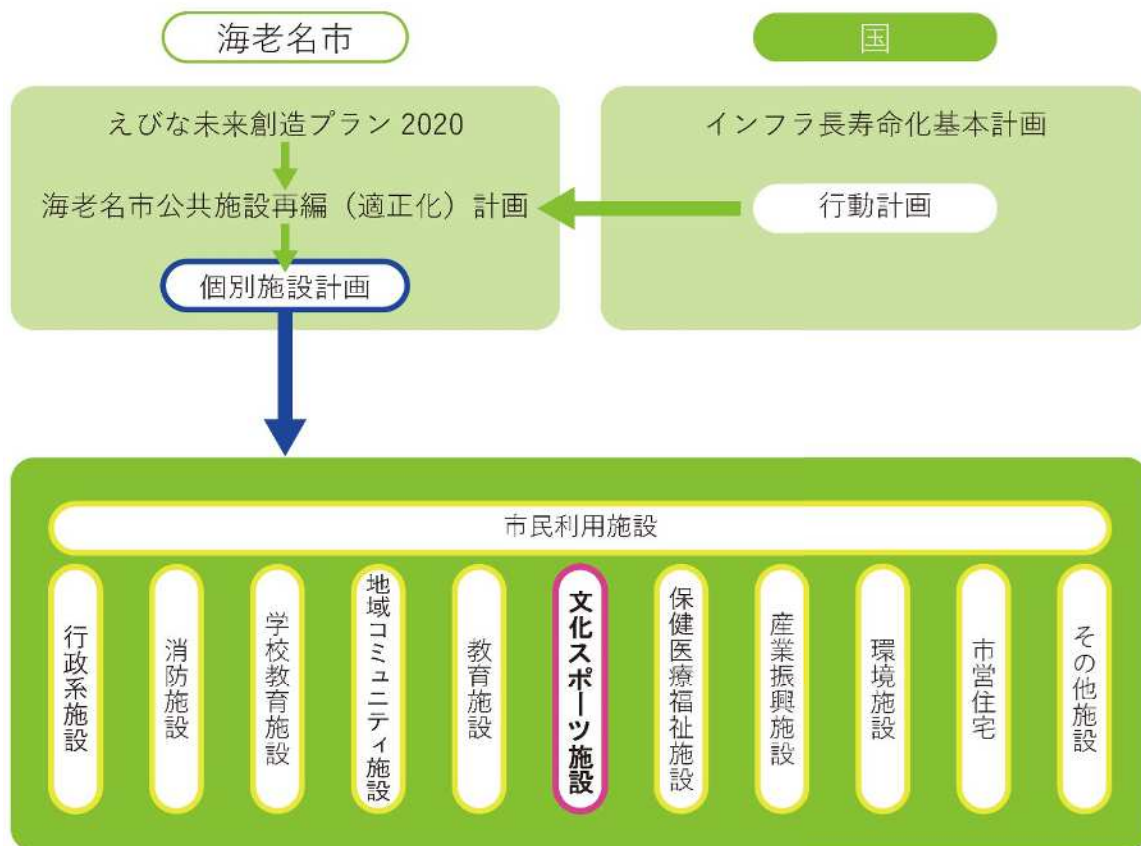 海老名市
国
えびな未来創造プラン 2020
海老名市公共施設再編（適正化）計画
個別施設計画
インフラ長寿命化基本計画
行動計画
市民利用施設
行政系施設
消防施設
学校教育施設
地域コミュニティ施設
教育施設
文化スポーツ施設
保健医療福祉施設
産業振興施設
環境施設
市営住宅
その他施設